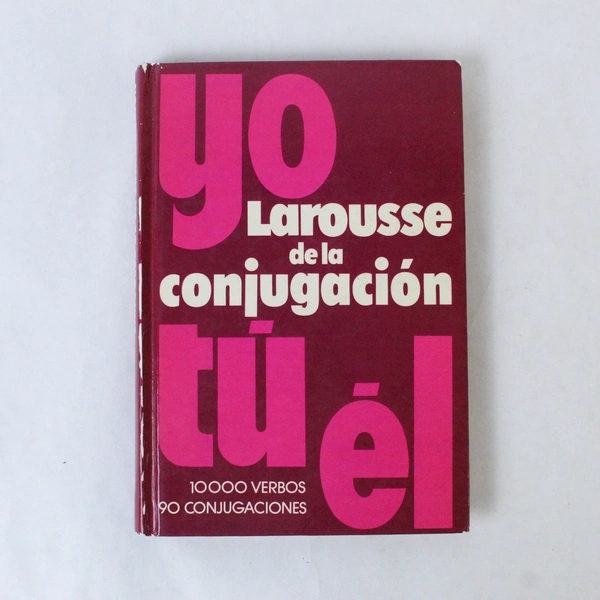 yo
Larousse
de la
conjugación
tú
él
10000 VERBOS
90 CONJUGACIONES